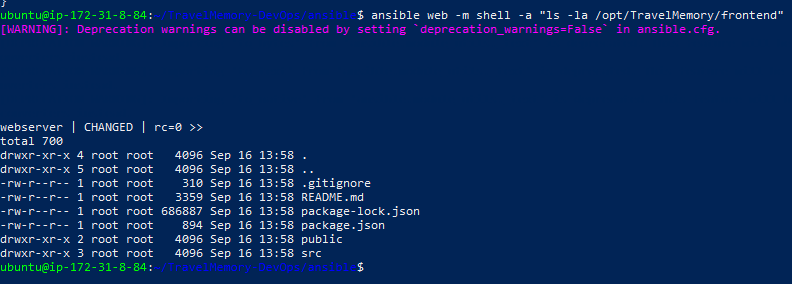 }
ubuntu@ip-172-31-8-84:~/TravelMemory-DevOps/ansible$ ansible web -m shell -a "ls -la /opt/TravelMemory/frontend"
[WARNING]: Deprecation warnings can be disabled by setting `deprecation_warnings=False` in ansible.cfg.
webserver | CHANGED | rc=0 >>
total 700
drwxr-xr-x 4 root root   4096 Sep 16 13:58 .
drwxr-xr-x 5 root root   4096 Sep 16 13:58 ..
-rw-r--r-- 1 root root    310 Sep 16 13:58 .gitignore
-rw-r--r-- 1 root root   3359 Sep 16 13:58 README.md
-rw-r--r-- 1 root root 686887 Sep 16 13:58 package-lock.json
-rw-r--r-- 1 root root    894 Sep 16 13:58 package.json
drwxr-xr-x 2 root root   4096 Sep 16 13:58 public
drwxr-xr-x 3 root root   4096 Sep 16 13:58 src
ubuntu@ip-172-31-8-84:~/TravelMemory-DevOps/ansible$